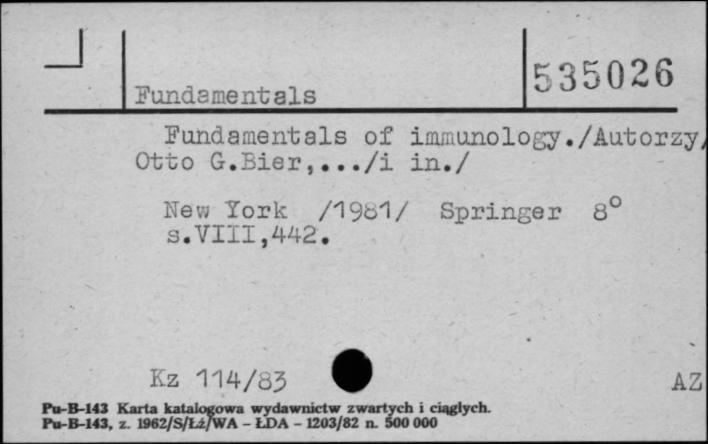 535026
Fundamentals
Fundamentals of immunology./Autorzy/
Otto G.Bier,.../i in./
New York /1981/ Springer 8°
s.VIII,442.
Kz 114/83
AZ
Pu-B-143 Karta katalogowa wydawnictw zwartych i ciągłych.
Pu-B-143, z. 1962/S/Łź/WA – ŁDA – 1203/82 n. 500 000